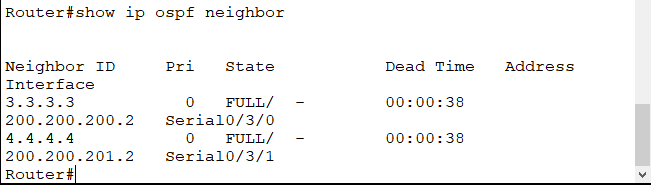 Router#show ip ospf neighbor
Neighbor ID     Pri   State           Dead Time   Address
Interface
3.3.3.3           0   FULL/  -        00:00:38
200.200.200.2   Serial0/3/0
4.4.4.4           0   FULL/  -        00:00:38
200.200.201.2   Serial0/3/1
Router#